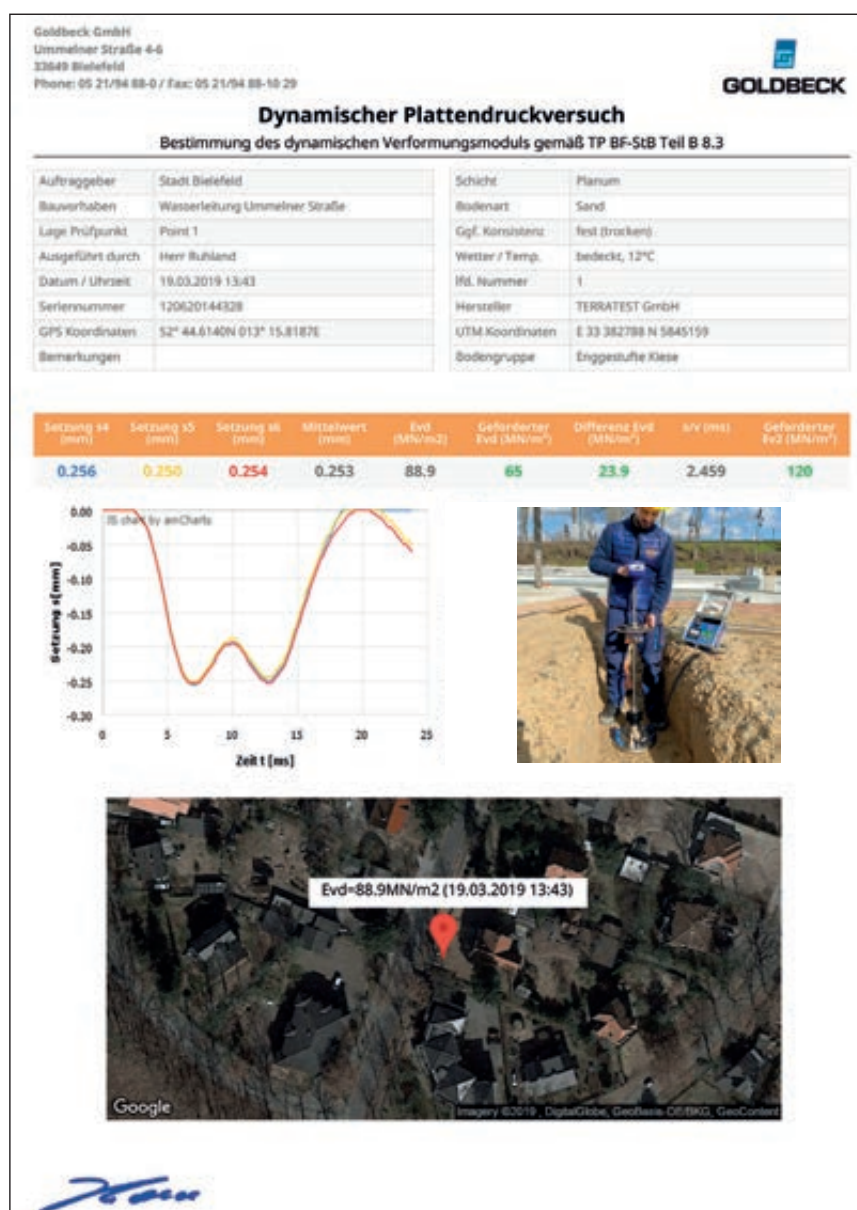 Goldbeck GmbH
Ummelner Straße 4-6
33649 Bielefeld
Phone: 05 21/94 88-0 / Fax: 05 21/94 88-10 29
GOLDBECK
Dynamischer Plattendruckversuch
Bestimmung des dynamischen Verformungsmoduls gemäß TP BF-StB Teil B 8.3
Auftraggeber Stadt Bielefeld
Bauvorhaben Wasserleitung Ummelner Straße
Lage Prüfpunkt Point 1
Ausgeführt durch Herr Ruhland
Datum / Uhrzeit 19.03.2019 13:43
Seriennummer 120620144328
GPS Koordinaten 52° 44.6140N 013° 15.8187E
Bemerkungen
Schicht Planum
Bodenart Sand
Ggf. Konsistenz fest (trocken)
Wetter / Temp. bedeckt, 12°C
lfd. Nummer 1
Hersteller TERRATEST GmbH
UTM Koordinaten E 33 382788 N 5845159
Bodengruppe Enggestufte Kiese
Setzung s4 (mm) Setzung s5 (mm) Setzung s6 (mm) Mittelwert (mm) Evd (MN/m2) Geforderter Evd (MN/m²) Differenz Evd (MN/m²) s/v (ms) Geforderter Ev2 (MN/m²)
0.256 0.250 0.254 0.253 88.9 65 23.9 2.459 120
JS chart by amCharts
Setzung s[mm]
0.00
-0.05
-0.10
-0.15
-0.20
-0.25
-0.30
0 5 10 15 20 25
Zeit t [ms]
Evd=88.9MN/m2 (19.03.2019 13:43)
Google
Imagery ©2019 , DigitalGlobe, GeoBasis-DE/BKG, GeoContent